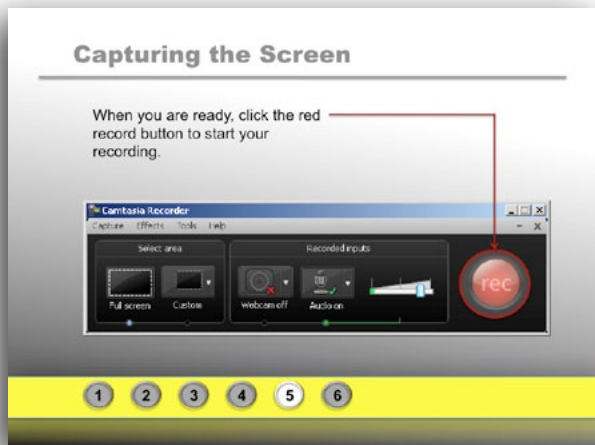 Capturing the Screen
When you are ready, click the red
record button to start your
recording.
Camtasia Recorder
Capture Effects Tools Help
Select area
Recorded inputs
Full screen
Custom
Webcam off
Audio on
rec
1 2 3 4 5 6